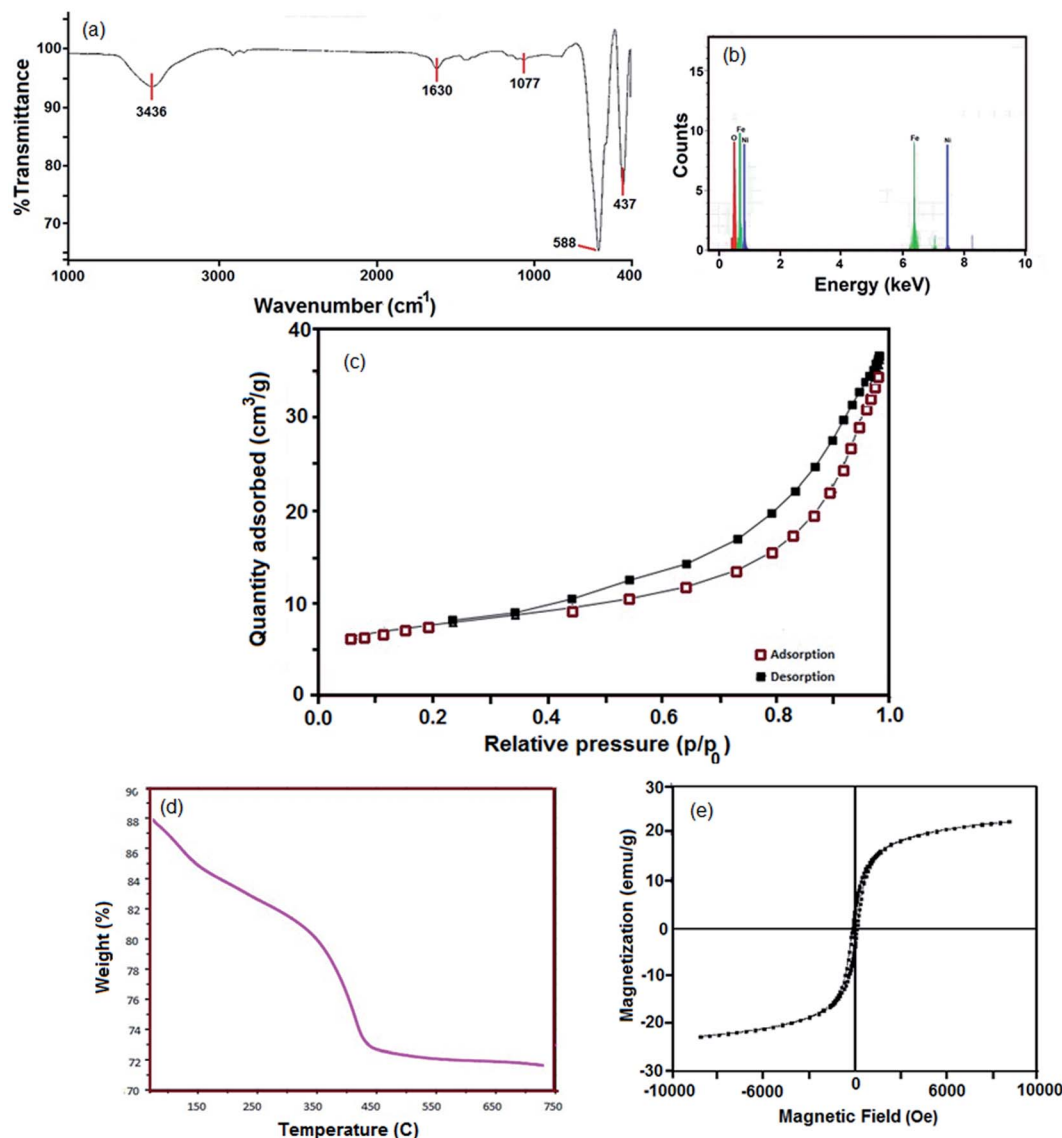 (a)
100
90
80
70
%Transmittance
3436
1630
1077
588
437
1000
3000
2000
1000
400
Wavenumber (cm-1)
(b)
15
10
5
0
Counts
O
Fe
Ni
Fe
Ni
0
2
4
6
8
10
Energy (keV)
(c)
40
30
20
10
0
Quantity adsorbed (cm3/g)
Adsorption
Desorption
0.0
0.2
0.4
0.6
0.8
1.0
Relative pressure (p/p0)
(d)
90
88
86
84
82
80
78
76
74
72
70
Weight (%)
150
250
350
450
550
650
750
Temperature (C)
(e)
30
20
10
0
-10
-20
-30
Magnetization (emu/g)
-10000
-6000
0
6000
10000
Magnetic Field (Oe)